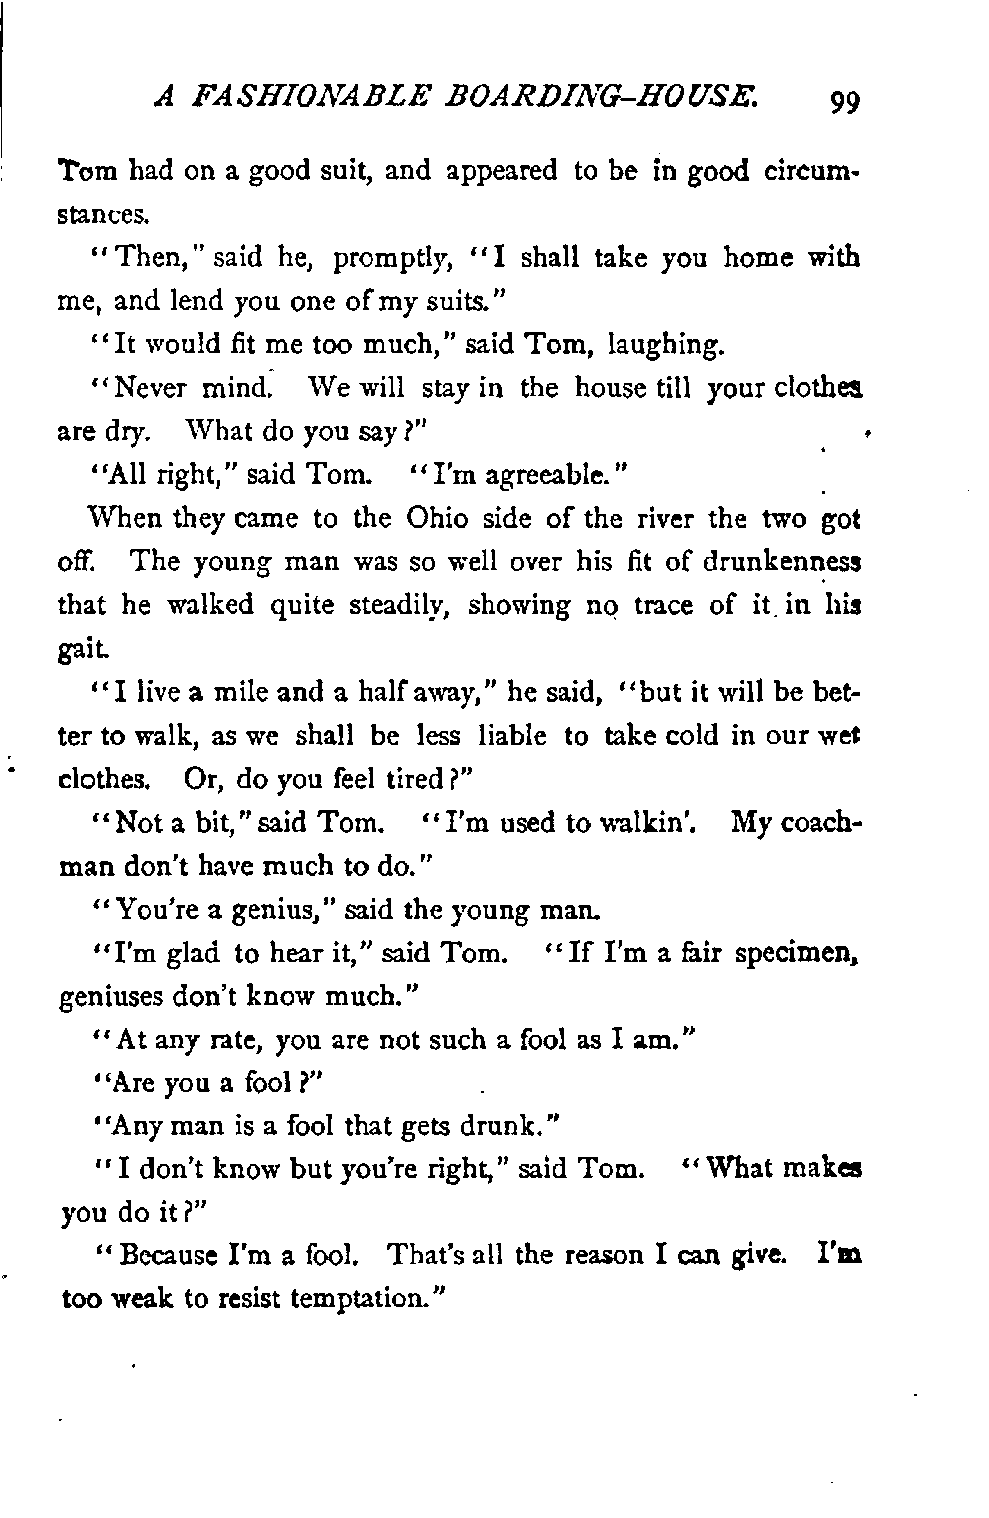 A FASHIONABLE BOARDING-HOUSE. 99
Tom had on a good suit, and appeared to be in good circum-
stances.
"Then," said he, promptly, "I shall take you home with
me, and lend you one of my suits."
"It would fit me too much," said Tom, laughing.
"Never mind. We will stay in the house till your clothes
are dry. What do you say?"
"All right," said Tom. "I'm agreeable."
When they came to the Ohio side of the river the two got
off. The young man was so well over his fit of drunkenness
that he walked quite steadily, showing no trace of it in his
gait.
"I live a mile and a half away," he said, "but it will be bet-
ter to walk, as we shall be less liable to take cold in our wet
clothes. Or, do you feel tired?"
"Not a bit," said Tom. "I'm used to walkin'. My coach-
man don't have much to do."
"You're a genius," said the young man.
"I'm glad to hear it," said Tom. "If I'm a fair specimen,
geniuses don't know much."
"At any rate, you are not such a fool as I am."
"Are you a fool?"
"Any man is a fool that gets drunk."
"I don't know but you're right," said Tom. "What makes
you do it?"
"Because I'm a fool. That's all the reason I can give. I'm
too weak to resist temptation."